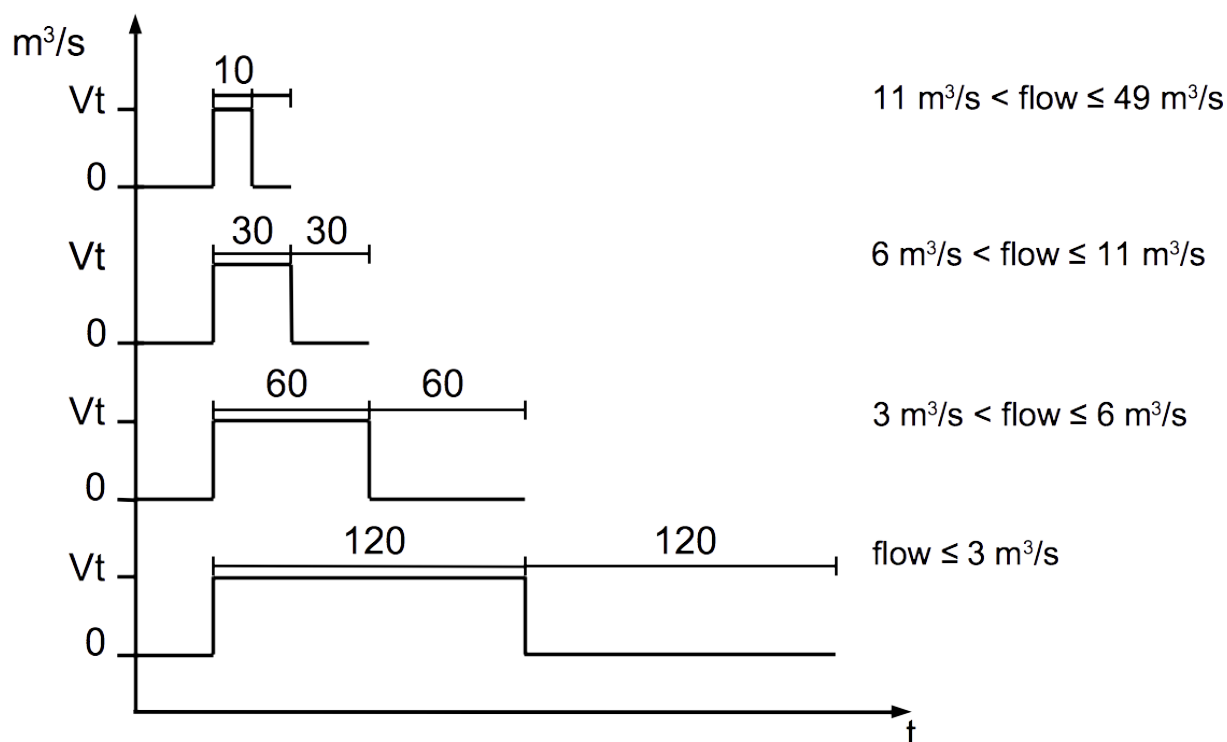 m³/s
10
Vt
11 m³/s < flow ≤ 49 m³/s
0
30 30
Vt
6 m³/s < flow ≤ 11 m³/s
0
60 60
Vt
3 m³/s < flow ≤ 6 m³/s
0
120 120
Vt
flow ≤ 3 m³/s
0
t